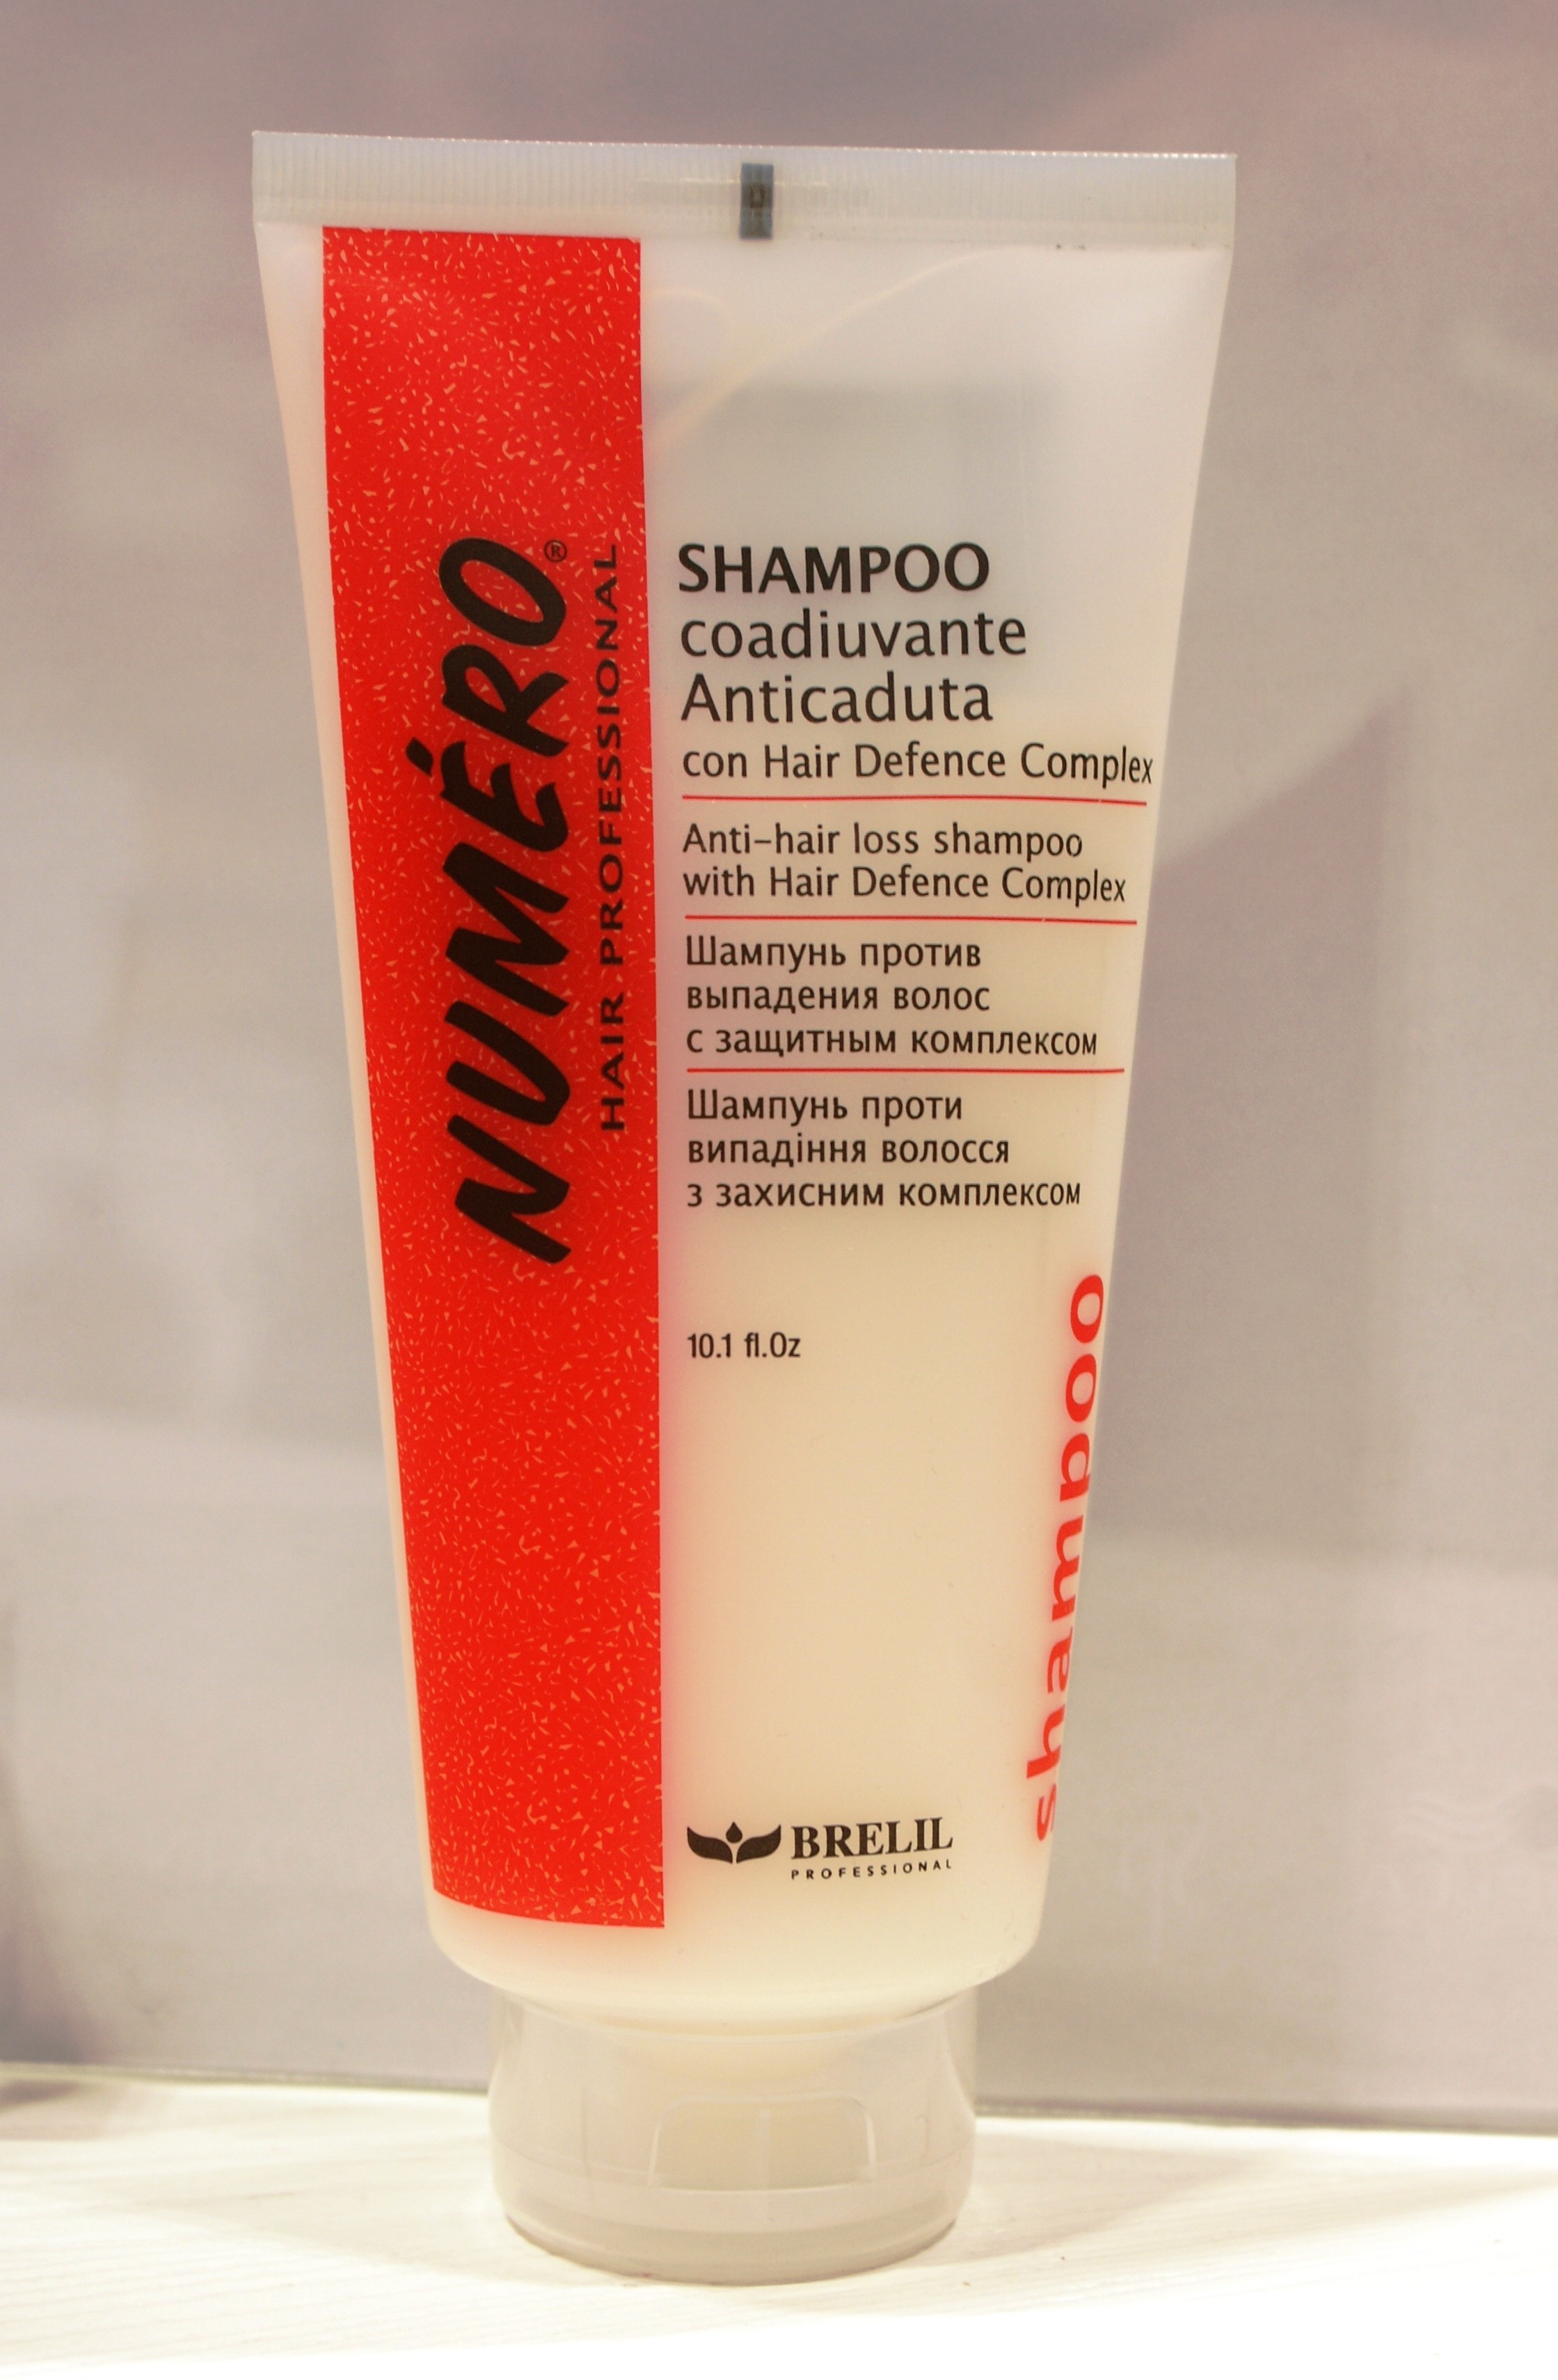 NUMÉRO®
HAIR PROFESSIONAL
SHAMPOO
coadiuvante
Anticaduta
con Hair Defence Complex
Anti-hair loss shampoo
with Hair Defence Complex
Шампунь против
выпадения волос
с защитным комплексом
Шампунь проти
випадіння волосся
з захисним комплексом
10.1 fl.Oz
shampoo
BRELIL
PROFESSIONAL